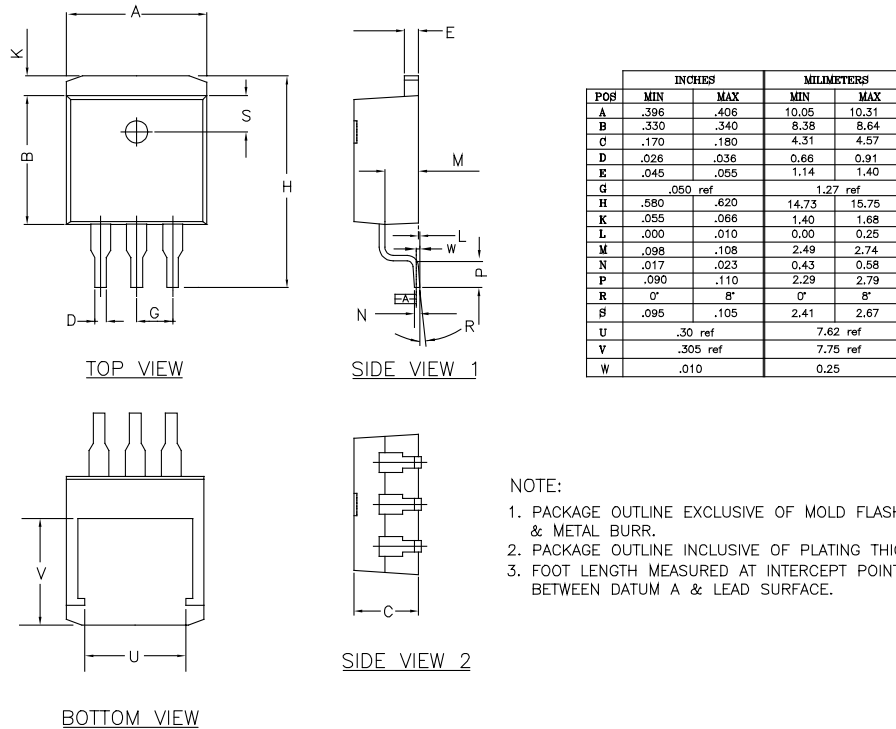 A
K
S
B
H
D
G
TOP VIEW
E
M
L
W
P
A
N
R
SIDE VIEW 1
INCHES MILIMETERS
POS MIN MAX MIN MAX
A .396 .406 10.05 10.31
B .330 .340 8.38 8.64
C .170 .180 4.31 4.57
D .026 .036 0.66 0.91
E .045 .055 1.14 1.40
G .050 ref 1.27 ref
H .580 .620 14.73 15.75
K .055 .066 1.40 1.68
L .000 .010 0.00 0.25
M .098 .108 2.49 2.74
N .017 .023 0.43 0.58
P .090 .110 2.29 2.79
R 0° 8° 0° 8°
S .095 .105 2.41 2.67
U .30 ref 7.62 ref
V .305 ref 7.75 ref
W .010 0.25
V
U
BOTTOM VIEW
C
SIDE VIEW 2
NOTE:
1. PACKAGE OUTLINE EXCLUSIVE OF MOLD FLASH
& METAL BURR.
2. PACKAGE OUTLINE INCLUSIVE OF PLATING
3. FOOT LENGTH MEASURED AT INTERCEPT POINT
BETWEEN DATUM A & LEAD SURFACE.